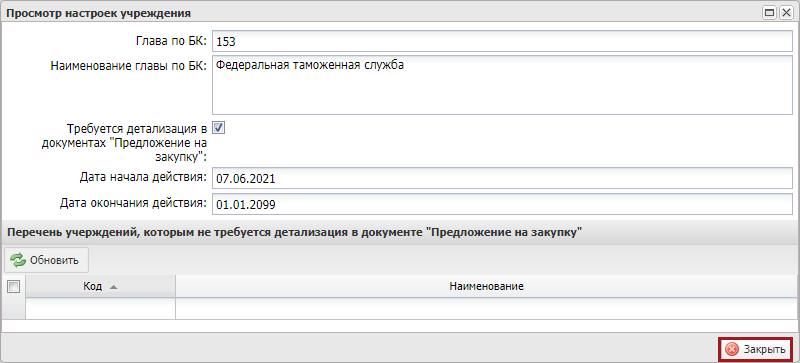 Просмотр настроек учреждения
Глава по БК: 153
Наименование главы по БК: Федеральная таможенная служба
Требуется детализация в
документах "Предложение на
закупку":
Дата начала действия: 07.06.2021
Дата окончания действия: 01.01.2099
Перечень учерждений, которым не требуется детализация в документе "Предложение на закупку"
Обновить
Код Наименование
Закрыть